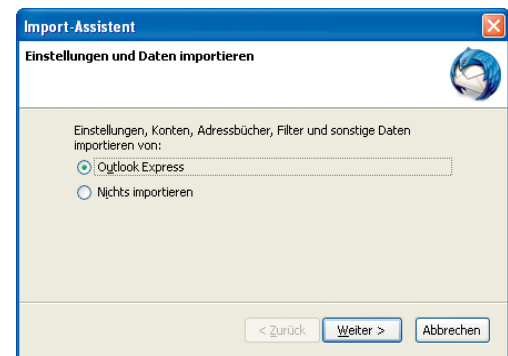 Import-Assistent
Einstellungen und Daten importieren
Einstellungen, Konten, Adressbücher, Filter und sonstige Daten
importieren von:
Outlook Express
Nichts importieren
< Zurück Weiter > Abbrechen